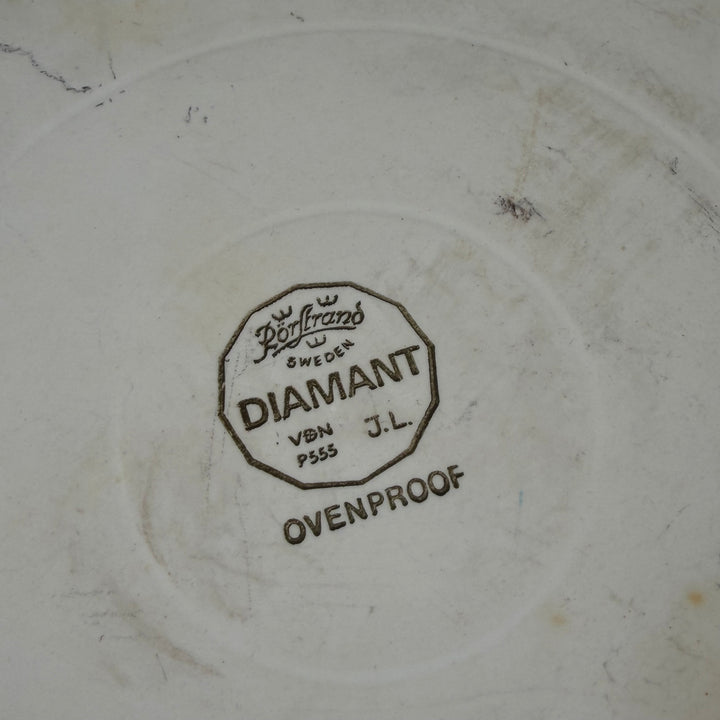 Rörstrand
SWEDEN
DIAMANT
VDN J.L.
P555
OVENPROOF